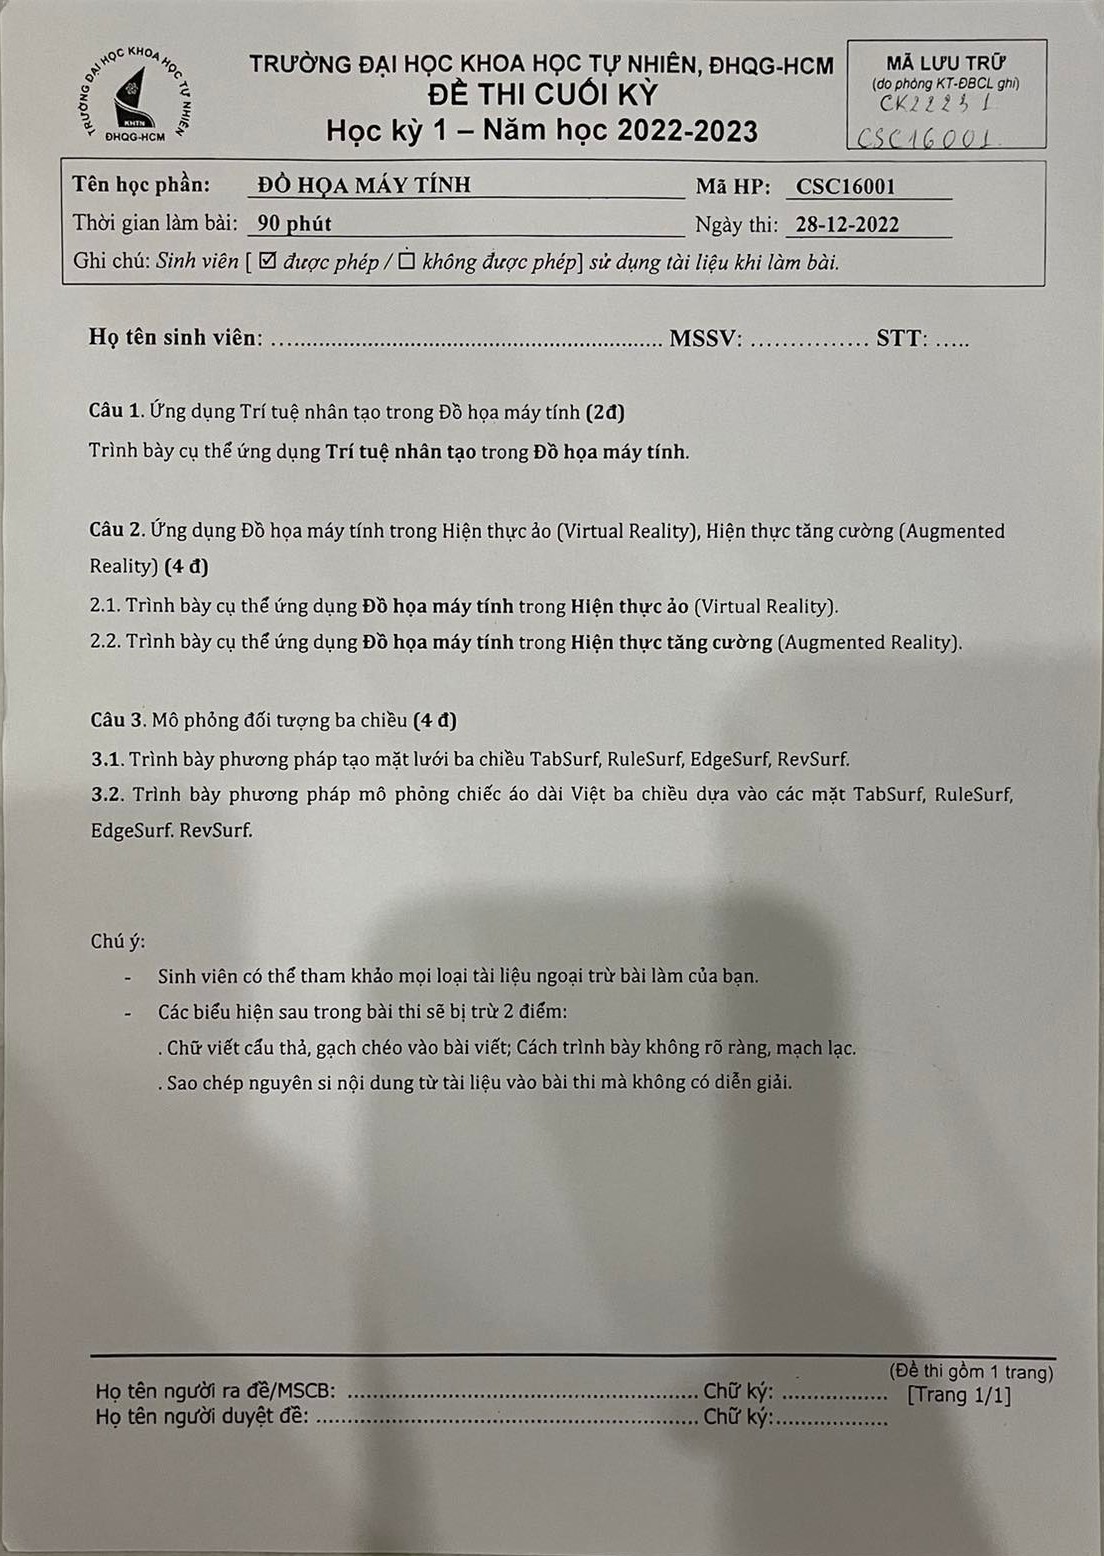 TRƯỜNG ĐẠI HỌC KHOA HỌC TỰ NHIÊN
KHTN
ĐHQG-HCM
TRƯỜNG ĐẠI HỌC KHOA HỌC TỰ NHIÊN, ĐHQG-HCM
ĐỀ THI CUỐI KỲ
Học kỳ 1 – Năm học 2022-2023
MÃ LƯU TRỮ
(do phòng KT-ĐBCL ghi)
CK22231
CSC16001
Tên học phần: ĐỒ HỌA MÁY TÍNH Mã HP: CSC16001
Thời gian làm bài: 90 phút Ngày thi: 28-12-2022
Ghi chú: Sinh viên [ ☑ được phép / ☐ không được phép] sử dụng tài liệu khi làm bài.
Họ tên sinh viên: ................................................................ MSSV: ............... STT: .....
Câu 1. Ứng dụng Trí tuệ nhân tạo trong Đồ họa máy tính (2đ)
Trình bày cụ thể ứng dụng Trí tuệ nhân tạo trong Đồ họa máy tính.
Câu 2. Ứng dụng Đồ họa máy tính trong Hiện thực ảo (Virtual Reality), Hiện thực tăng cường (Augmented
Reality) (4 đ)
2.1. Trình bày cụ thể ứng dụng Đồ họa máy tính trong Hiện thực ảo (Virtual Reality).
2.2. Trình bày cụ thể ứng dụng Đồ họa máy tính trong Hiện thực tăng cường (Augmented Reality).
Câu 3. Mô phỏng đối tượng ba chiều (4 đ)
3.1. Trình bày phương pháp tạo mặt lưới ba chiều TabSurf, RuleSurf, EdgeSurf, RevSurf.
3.2. Trình bày phương pháp mô phỏng chiếc áo dài Việt ba chiều dựa vào các mặt TabSurf, RuleSurf,
EdgeSurf. RevSurf.
Chú ý:
- Sinh viên có thể tham khảo mọi loại tài liệu ngoại trừ bài làm của bạn.
- Các biểu hiện sau trong bài thi sẽ bị trừ 2 điểm:
. Chữ viết cẩu thả, gạch chéo vào bài viết; Cách trình bày không rõ ràng, mạch lạc.
. Sao chép nguyên si nội dung từ tài liệu vào bài thi mà không có diễn giải.
(Đề thi gồm 1 trang)
Họ tên người ra đề/MSCB: ........................................................ Chữ ký: ................. [Trang 1/1]
Họ tên người duyệt đề: ............................................................ Chữ ký:..................